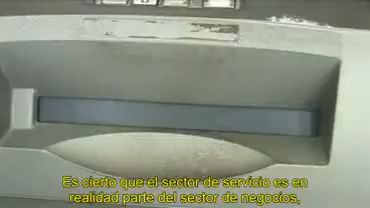 Es cierto que el sector de servicio es en
realidad parte del sector de negocios,